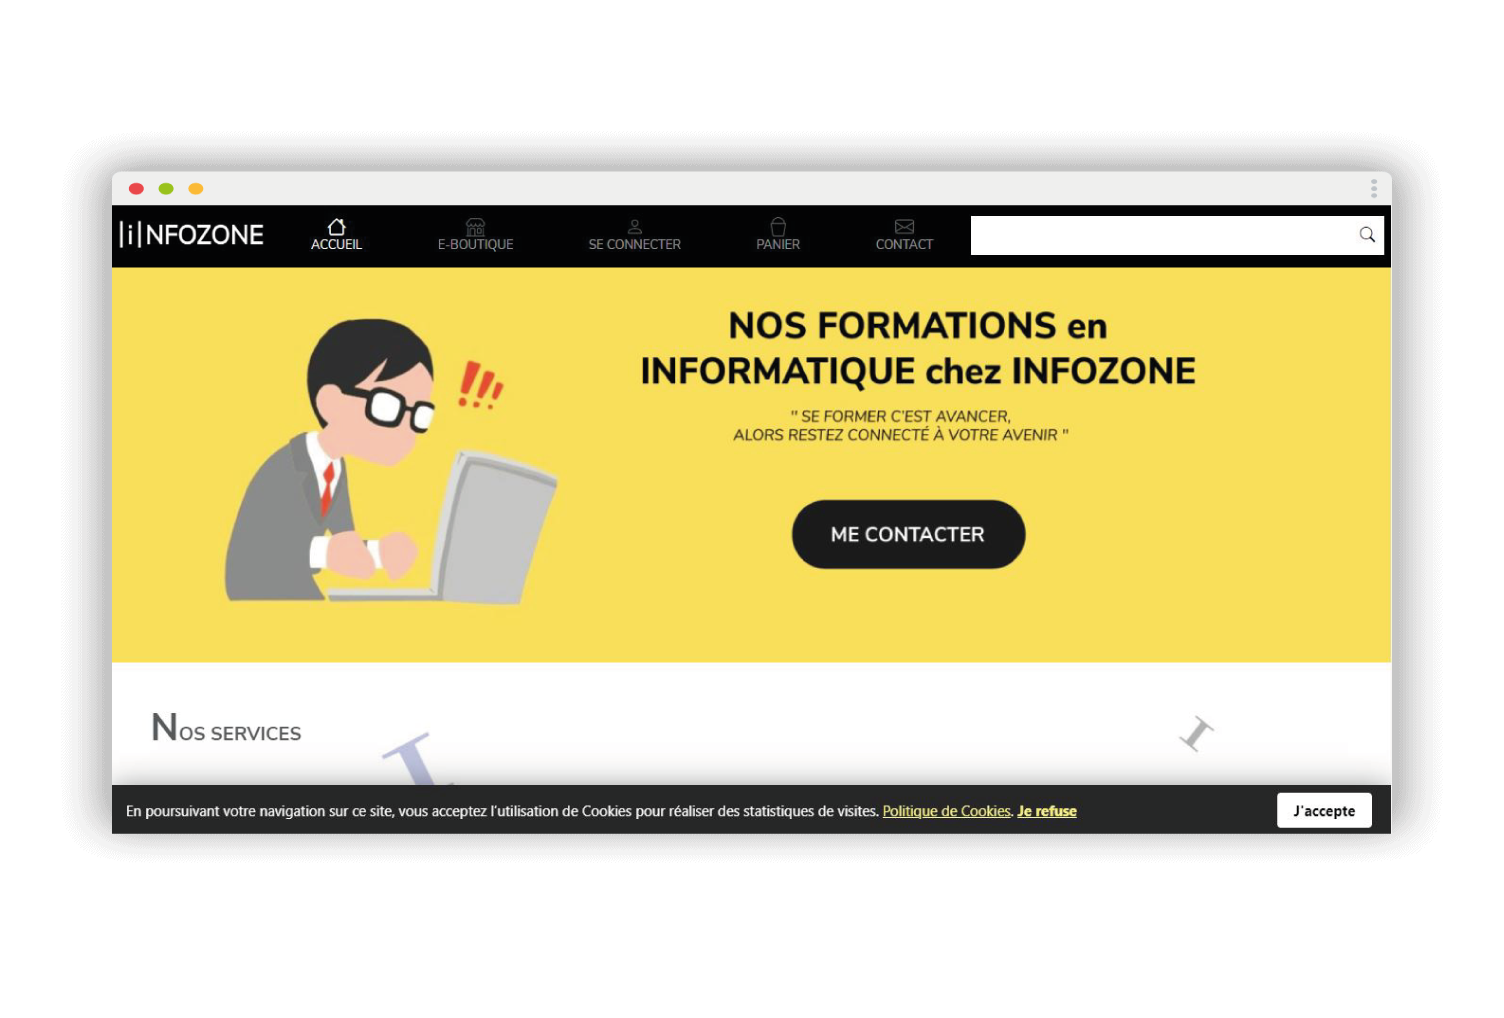 |i|NFOZONE
ACCUEIL
E-BOUTIQUE
SE CONNECTER
PANIER
CONTACT
NOS FORMATIONS en
INFORMATIQUE chez INFOZONE
" SE FORMER C'EST AVANCER,
ALORS RESTEZ CONNECTÉ À VOTRE AVENIR "
ME CONTACTER
Nos services
I
I
En poursuivant votre navigation sur ce site, vous acceptez l'utilisation de Cookies pour réaliser des statistiques de visites. Politique de Cookies. Je refuse
J'accepte